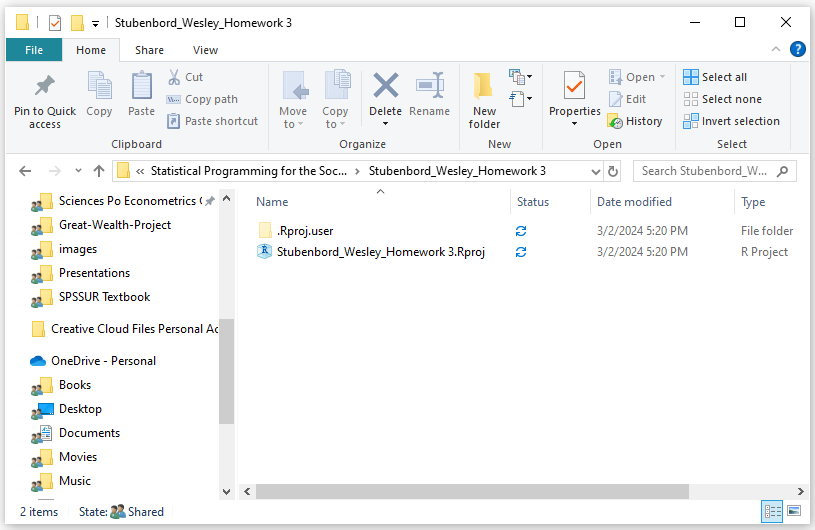 Stubenbord_Wesley_Homework 3
File Home Share View
Pin to Quick access
Copy
Paste
Cut
Copy path
Paste shortcut
Clipboard
Move to
Copy to
Delete
Rename
Organize
New folder
New
Properties
Open
Edit
History
Open
Select all
Select none
Invert selection
Select
« Statistical Programming for the Soc... > Stubenbord_Wesley_Homework 3
Search Stubenbord_W...
Sciences Po Econometrics
Great-Wealth-Project
images
Presentations
SPSSUR Textbook
Creative Cloud Files Personal Ac
OneDrive - Personal
Books
Desktop
Documents
Movies
Music
Name Status Date modified Type
.Rproj.user 3/2/2024 5:20 PM File folder
Stubenbord_Wesley_Homework 3.Rproj 3/2/2024 5:20 PM R Project
2 items State: Shared